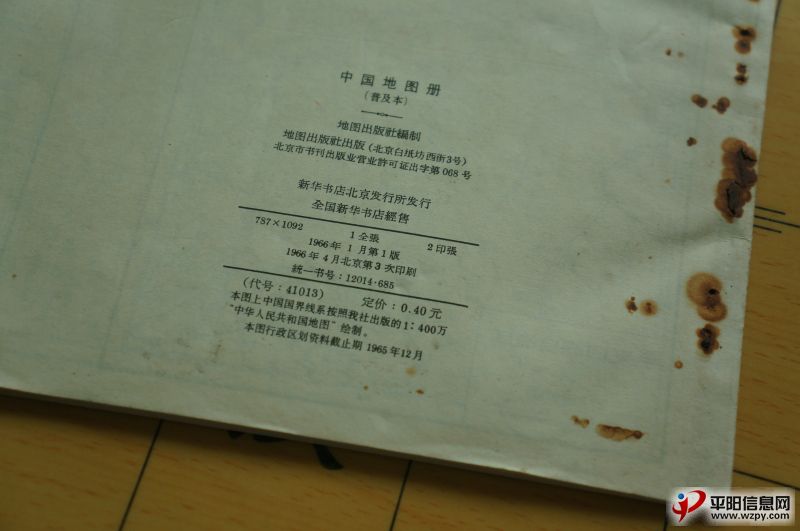 中国地图册
(普及本)
地图出版社編制
地图出版社出版(北京白纸坊西街3号)
北京市书刊出版业营业許可証出字第068号
新华书店北京发行所发行
全国新华书店經售
787×1092 1全張 2印張
1966年1月第1版
1966年4月北京第3次印刷
統一书号:12014·685
(代号:41013) 定价:0.40元
本图上中国国界线系按照我社出版的1:400万
"中华人民共和国地图"绘制。
本图行政区划资料截止期1965年12月
平阳信息网
www.wzpy.com